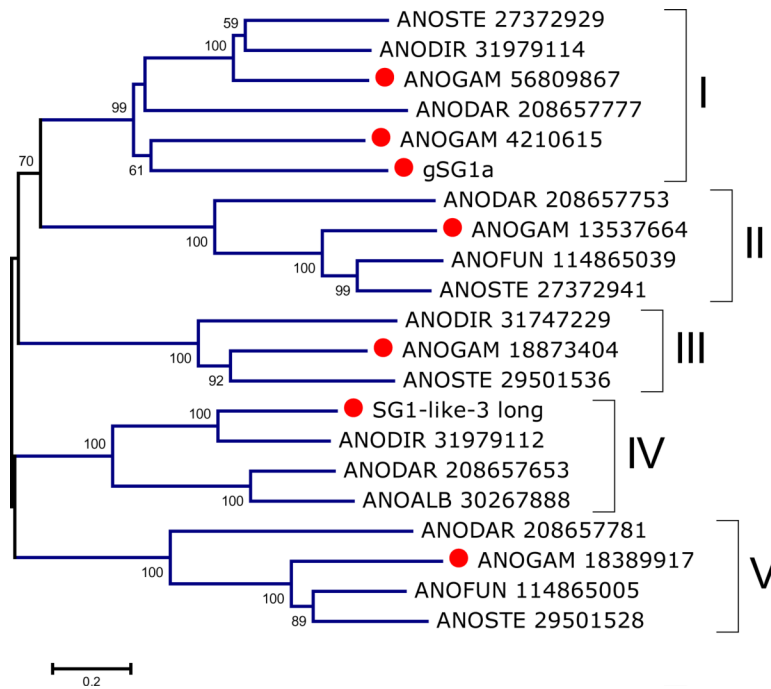 59
ANOSTE 27372929
100
ANODIR 31979114
ANOGAM 56809867
I
99
ANODAR 208657777
ANOGAM 4210615
61
gSG1a
70
ANODAR 208657753
100
ANOGAM 13537664
II
100
ANOFUN 114865039
99
ANOSTE 27372941
ANODIR 31747229
100
ANOGAM 18873404
III
92
ANOSTE 29501536
100
SG1-like-3 long
100
ANODIR 31979112
IV
ANODAR 208657653
100
ANOALB 30267888
ANODAR 208657781
100
ANOGAM 18389917
V
100
ANOFUN 114865005
89
ANOSTE 29501528
0.2